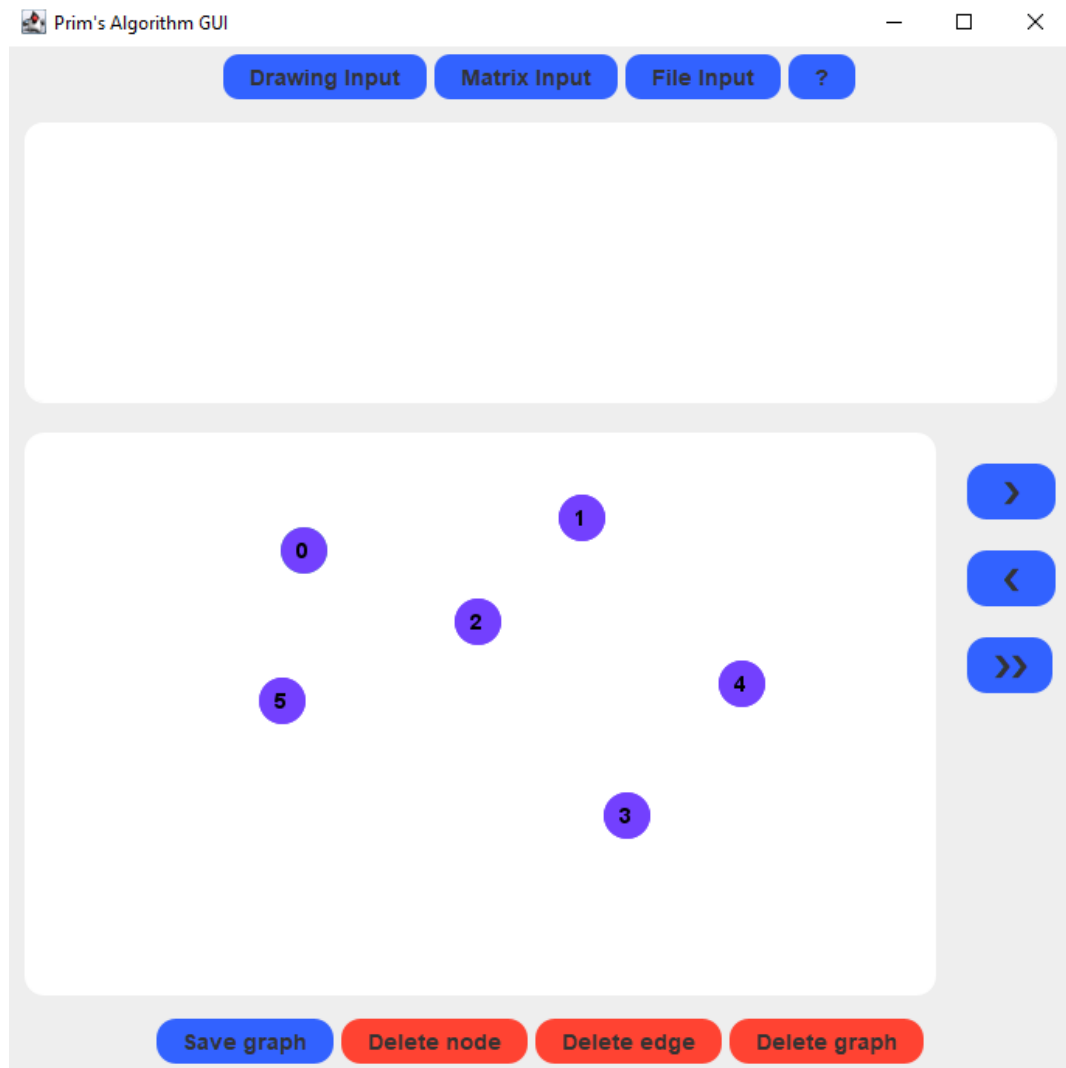 Prim's Algorithm GUI
Drawing Input Matrix Input File Input ?
1
0
2
4
5
3
Save graph Delete node Delete edge Delete graph